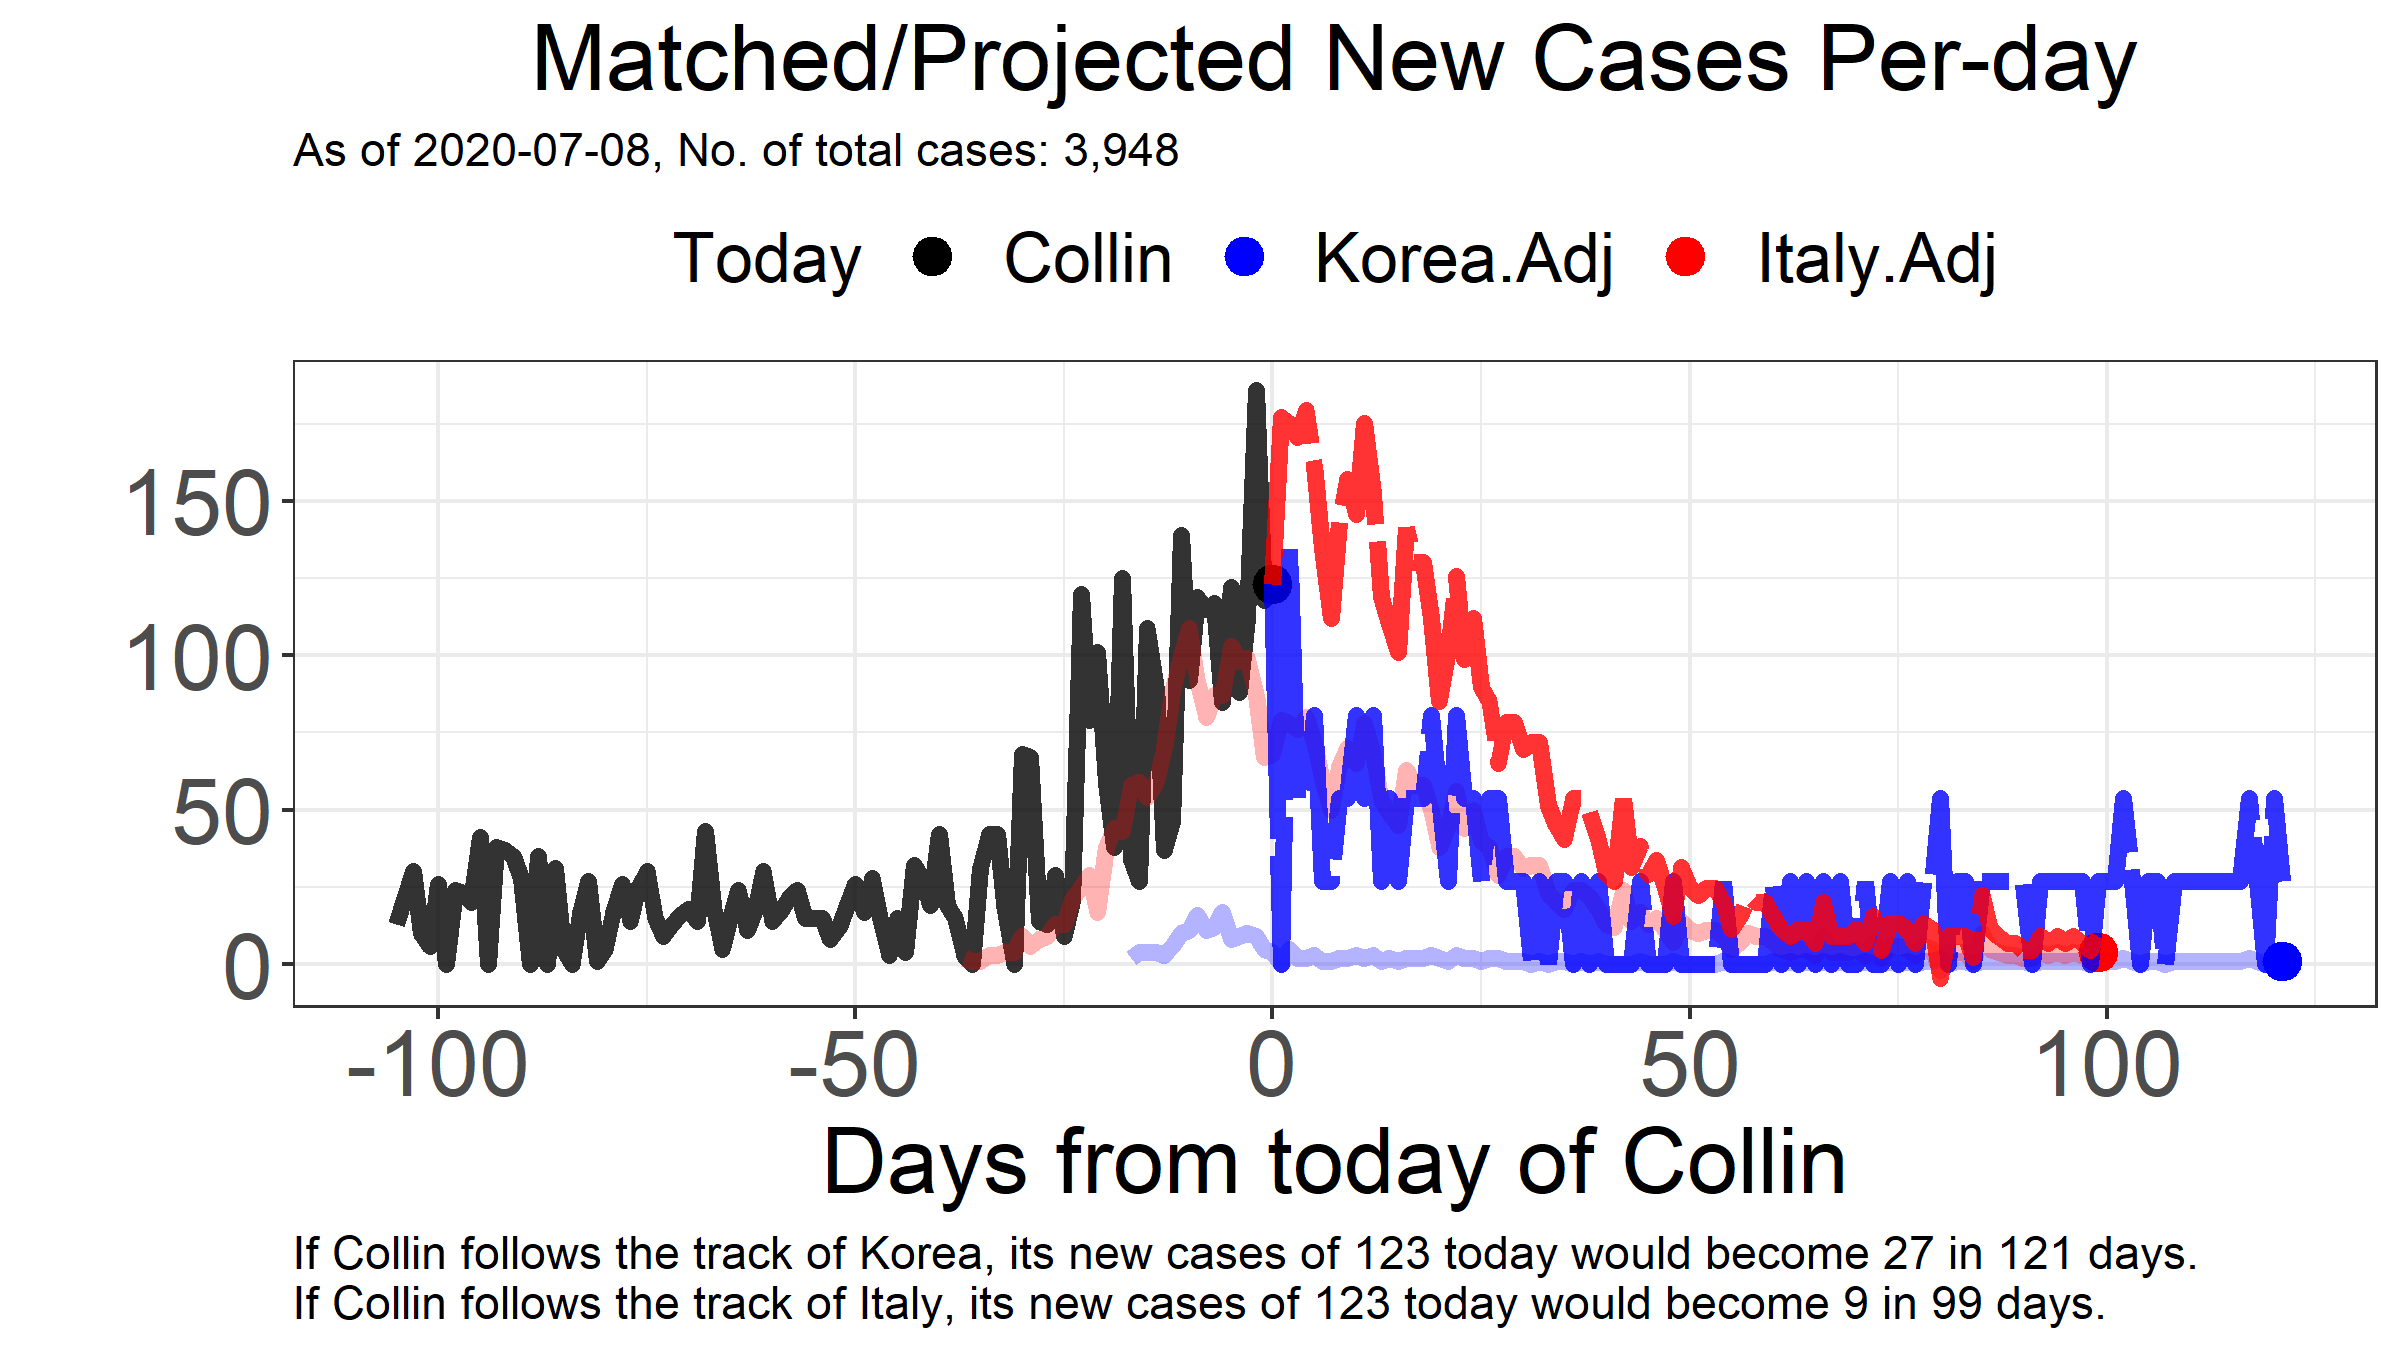 Matched/Projected New Cases Per-day
As of 2020-07-08, No. of total cases: 3,948
Today Collin Korea.Adj Italy.Adj
150
100
50
0
-100 -50 0 50 100
Days from today of Collin
If Collin follows the track of Korea, its new cases of 123 today would become 27 in 121 days.
If Collin follows the track of Italy, its new cases of 123 today would become 9 in 99 days.